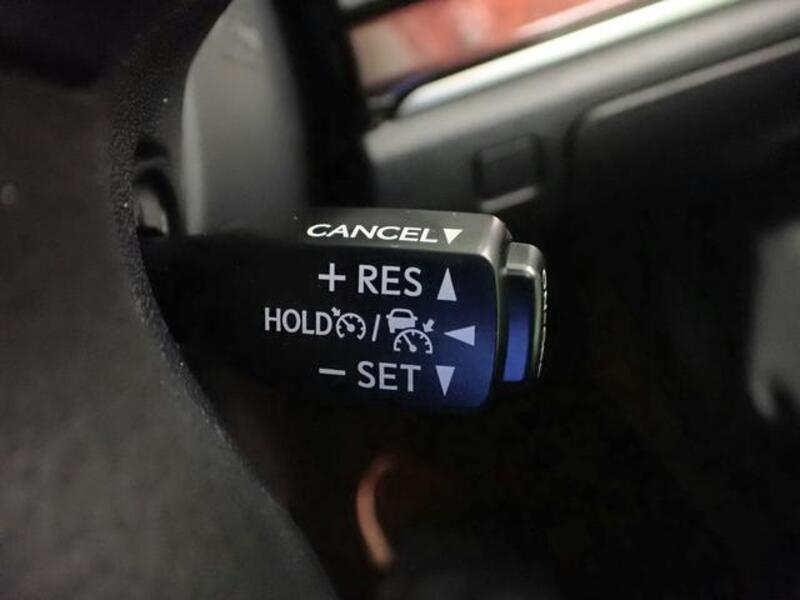 CANCEL▼
+ RES ▲
HOLD / ◀
− SET ▼